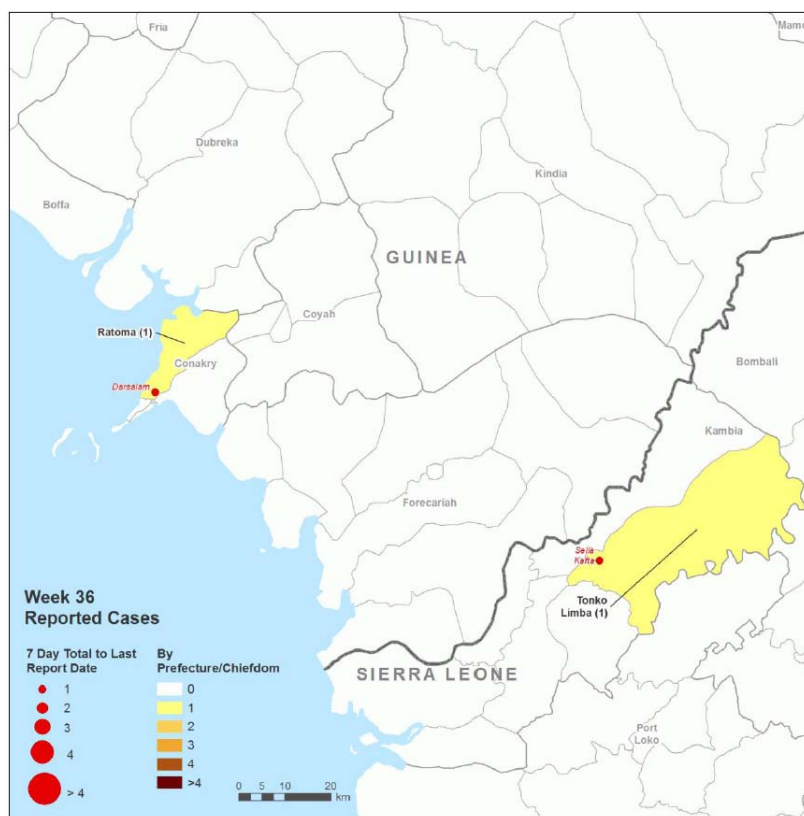 Fria
Mamo
Dubreka
Kindia
Boffa
GUINEA
Coyah
Ratoma (1)
Conakry
Bombali
Darsalam
Kambia
Forecariah
Sella
Kafta
Tonko
Limba (1)
SIERRA LEONE
Port
Loko
Week 36
Reported Cases
7 Day Total to Last
Report Date
1
2
3
4
> 4
By
Prefecture/Chiefdom
0
1
2
3
4
>4
0 5 10 20
km